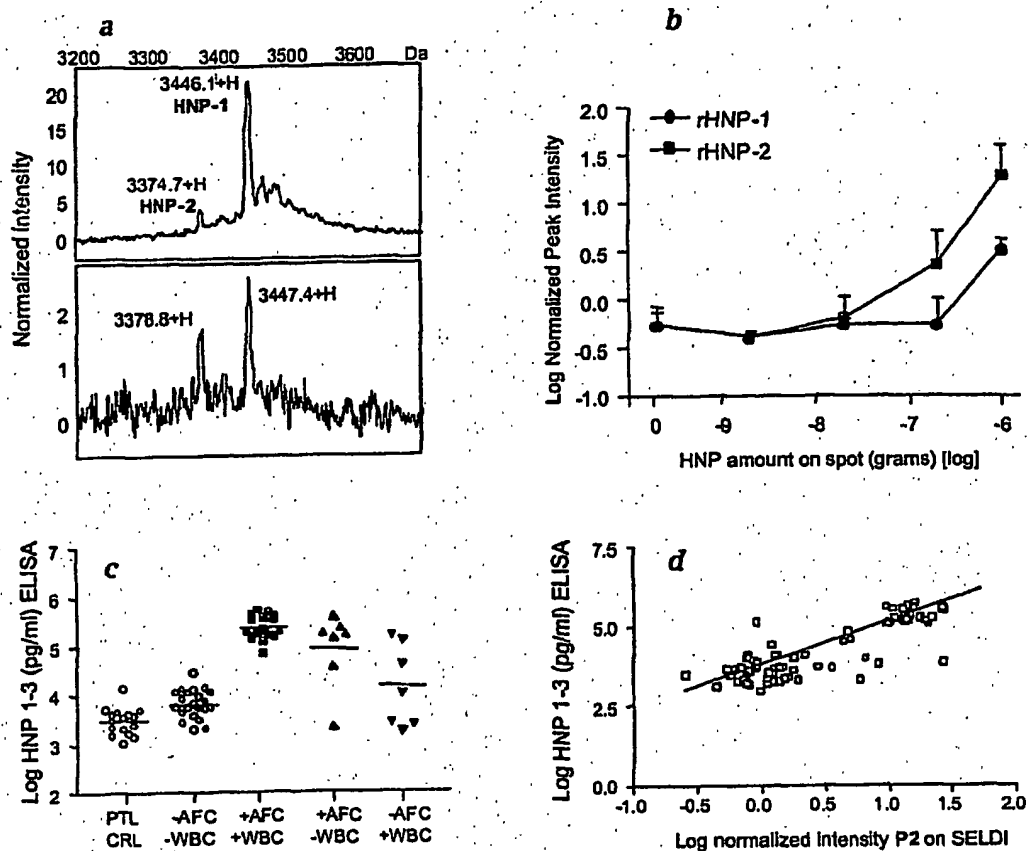 a
3200 3300 3400 3500 3600 Da
3446.1+H
HNP-1
3374.7+H
HNP-2
20
15
10
5
0
Normalized Intensity
3378.8+H
3447.4+H
2
1
0
b
rHNP-1
rHNP-2
2.0
1.5
1.0
0.5
0.0
-0.5
-1.0
Log Normalized Peak Intensity
0 -9 -8 -7 -6
HNP amount on spot (grams) [log]
c
7
6
5
4
3
2
Log HNP 1-3 (pg/ml) ELISA
PTL -AFC +AFC +AFC -AFC
CRL -WBC +WBC -WBC +WBC
d
7.5
5.0
2.5
0.0
Log HNP 1-3 (pg/ml) ELISA
-1.0 -0.5 0.0 0.5 1.0 1.5 2.0
Log normalized intensity P2 on SELDI